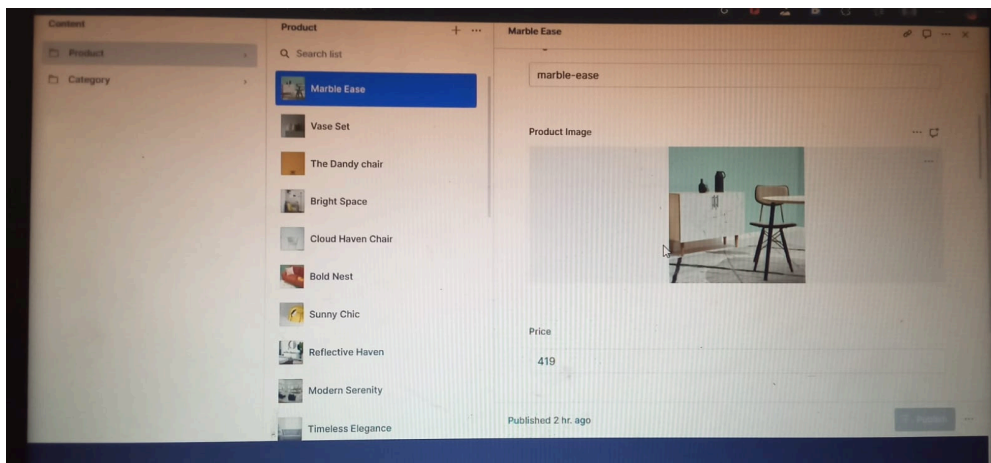 Content
Product
Category
Product
Search list
Marble Ease
Vase Set
The Dandy chair
Bright Space
Cloud Haven Chair
Bold Nest
Sunny Chic
Reflective Haven
Modern Serenity
Timeless Elegance
Marble Ease
marble-ease
Product Image
Price
419
Published 2 hr. ago